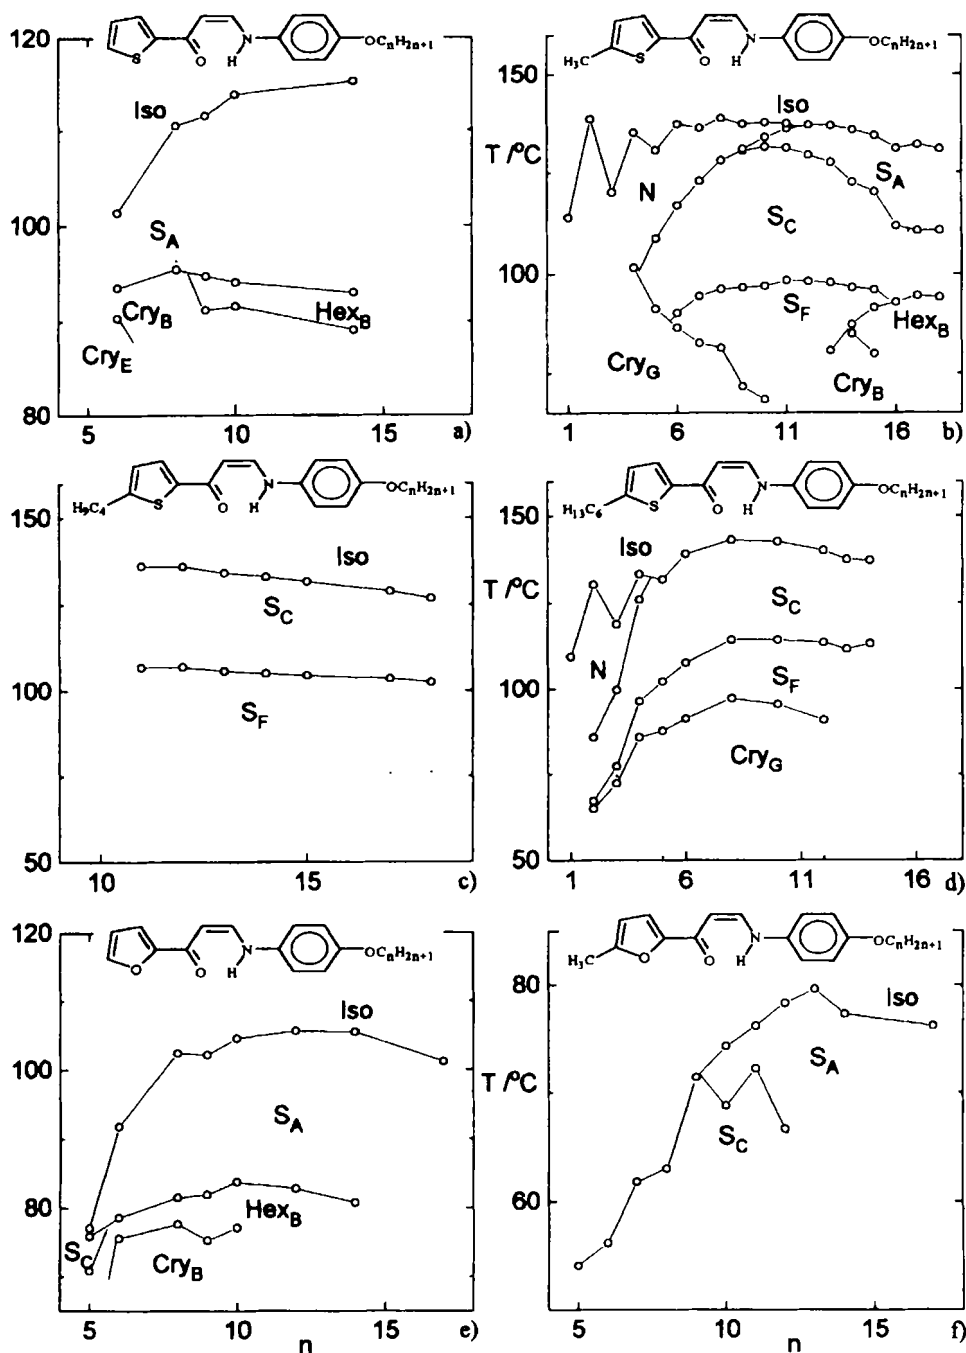 S O N H OCnH2n+1
120
100
80
Iso
SA
CryB
HexB
CryE
5 10 15 a)
H3C S O N H OCnH2n+1
150
T /°C
100
Iso
N
SA
SC
SF
HexB
CryG
CryB
1 6 11 16 b)
H9C4 S O N H OCnH2n+1
150
100
50
Iso
SC
SF
10 15 c)
H13C6 S O N H OCnH2n+1
150
T /°C
100
50
Iso
SC
N
SF
CryG
1 6 11 16 d)
O O N H OCnH2n+1
120
100
80
Iso
SA
HexB
SC
CryB
5 10 15 e)
n
H3C O O N H OCnH2n+1
80
T /°C
60
Iso
SA
SC
5 10 15 f)
n